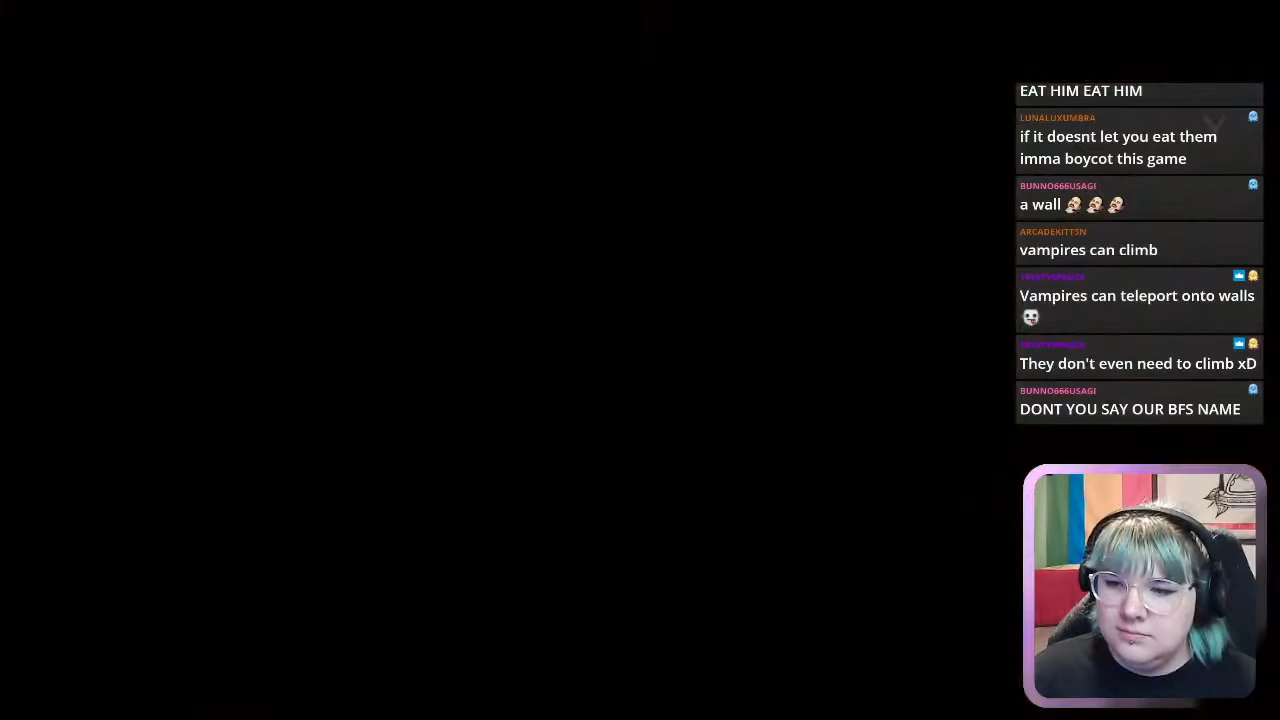 EAT HIM EAT HIM
LUNALUXUMBRA
if it doesnt let you eat them
imma boycot this game
BUNNO666USAGI
a wall
ARCADEKITT3N
vampires can climb
Vampires can teleport onto walls
They don't even need to climb xD
BUNNO666USAGI
DONT YOU SAY OUR BFS NAME